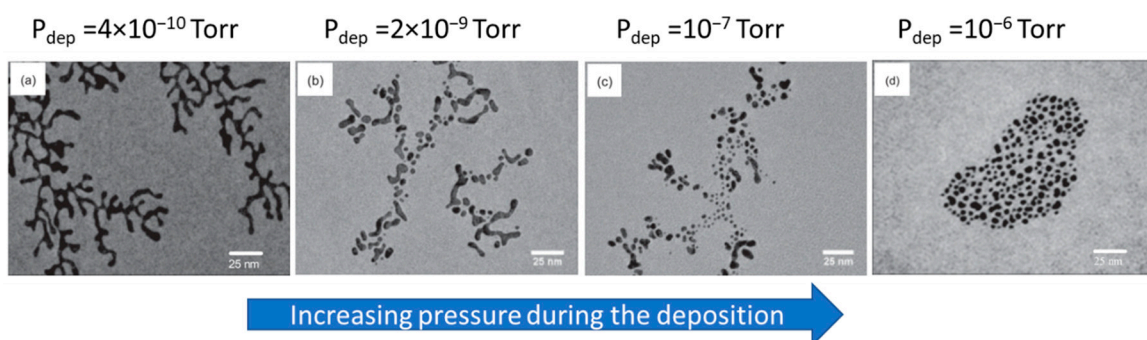 P_dep =4×10⁻¹⁰ Torr
P_dep =2×10⁻⁹ Torr
P_dep =10⁻⁷ Torr
P_dep =10⁻⁶ Torr
(a)
(b)
(c)
(d)
25 nm
25 nm
25 nm
25 nm
Increasing pressure during the deposition